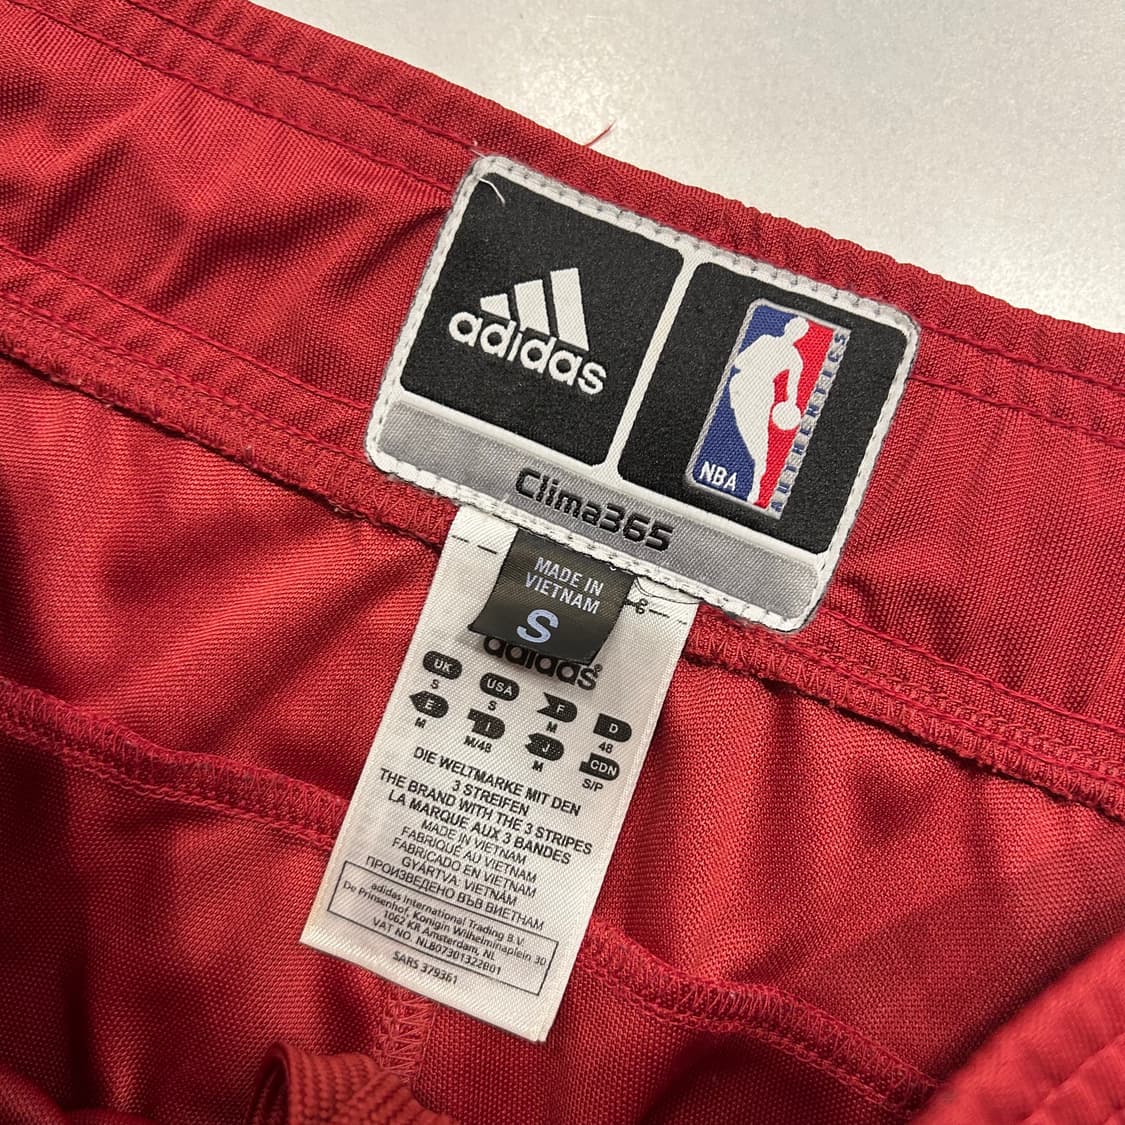 adidas
NBA
AUTHENTICS
Clima365
MADE IN
VIETNAM
S
adidas®
UK
S
USA
S
F
M
D
48
E
M
I
M/48
J
M
CDN
S/P
DIE WELTMARKE MIT DEN
3 STREIFEN
THE BRAND WITH THE 3 STRIPES
LA MARQUE AUX 3 BANDES
MADE IN VIETNAM
FABRIQUÉ AU VIETNAM
FABRICADO EN VIETNAM
GYÁRTVA: VIETNÁM
ПРОИЗВЕДЕНО ВЪВ ВИЕТНАМ
adidas International Trading B.V.
De Prinsenhof, Konigin Wilhelminaplein 30
1062 KR Amsterdam, NL
VAT NO. NLB07301322B01
SARS 379361